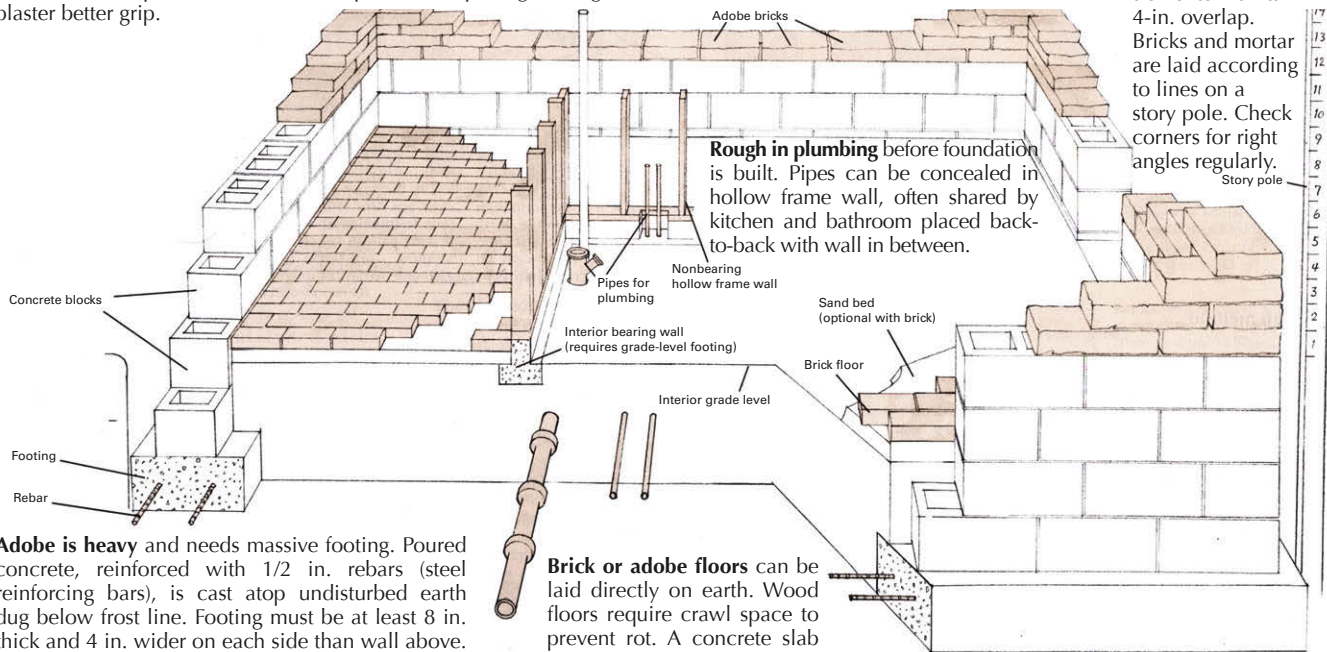 plaster better grip.
Adobe bricks
4-in. overlap.
Bricks and mortar
are laid according
to lines on a
story pole. Check
corners for right
angles regularly.
Story pole
14
13
12
11
10
9
8
7
6
5
4
3
2
1
Rough in plumbing before foundation
is built. Pipes can be concealed in
hollow frame wall, often shared by
kitchen and bathroom placed back-
to-back with wall in between.
Pipes for
plumbing
Nonbearing
hollow frame wall
Concrete blocks
Sand bed
(optional with brick)
Interior bearing wall
(requires grade-level footing)
Brick floor
Interior grade level
Footing
Rebar
Adobe is heavy and needs massive footing. Poured
concrete, reinforced with 1/2 in. rebars (steel
reinforcing bars), is cast atop undisturbed earth
dug below frost line. Footing must be at least 8 in.
thick and 4 in. wider on each side than wall above.
Brick or adobe floors can be
laid directly on earth. Wood
floors require crawl space to
prevent rot. A concrete slab